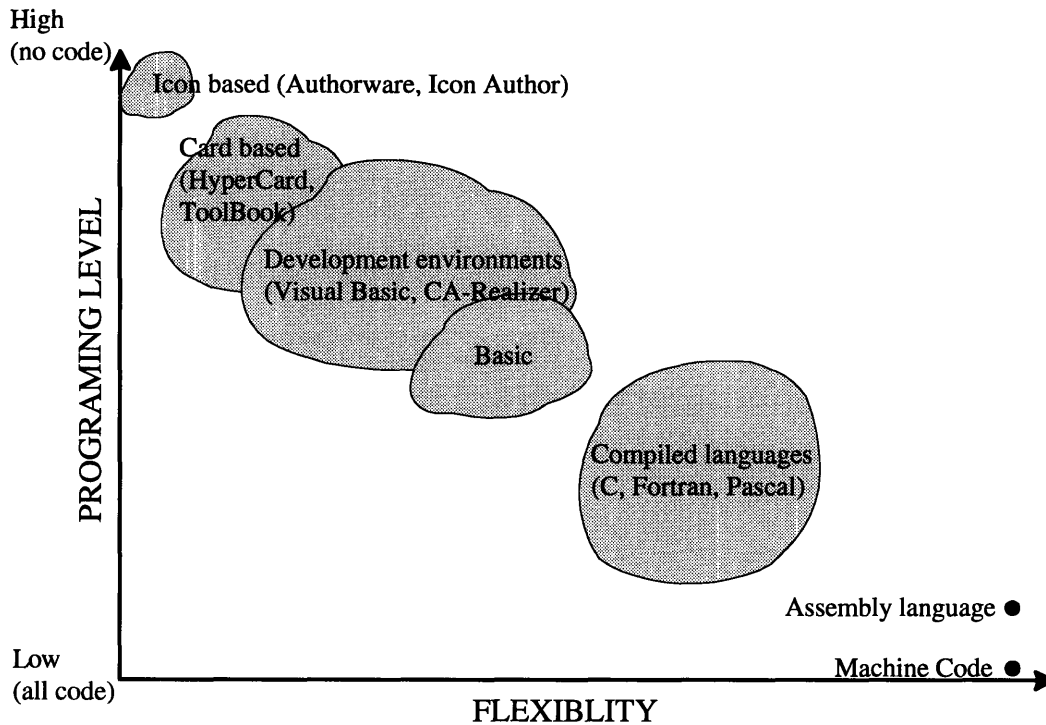 High
(no code)
Icon based (Authorware, Icon Author)
Card based
(HyperCard,
ToolBook)
Development environments
(Visual Basic, CA-Realizer)
Basic
Compiled languages
(C, Fortran, Pascal)
PROGRAMING LEVEL
Assembly language
Machine Code
Low
(all code)
FLEXIBLITY